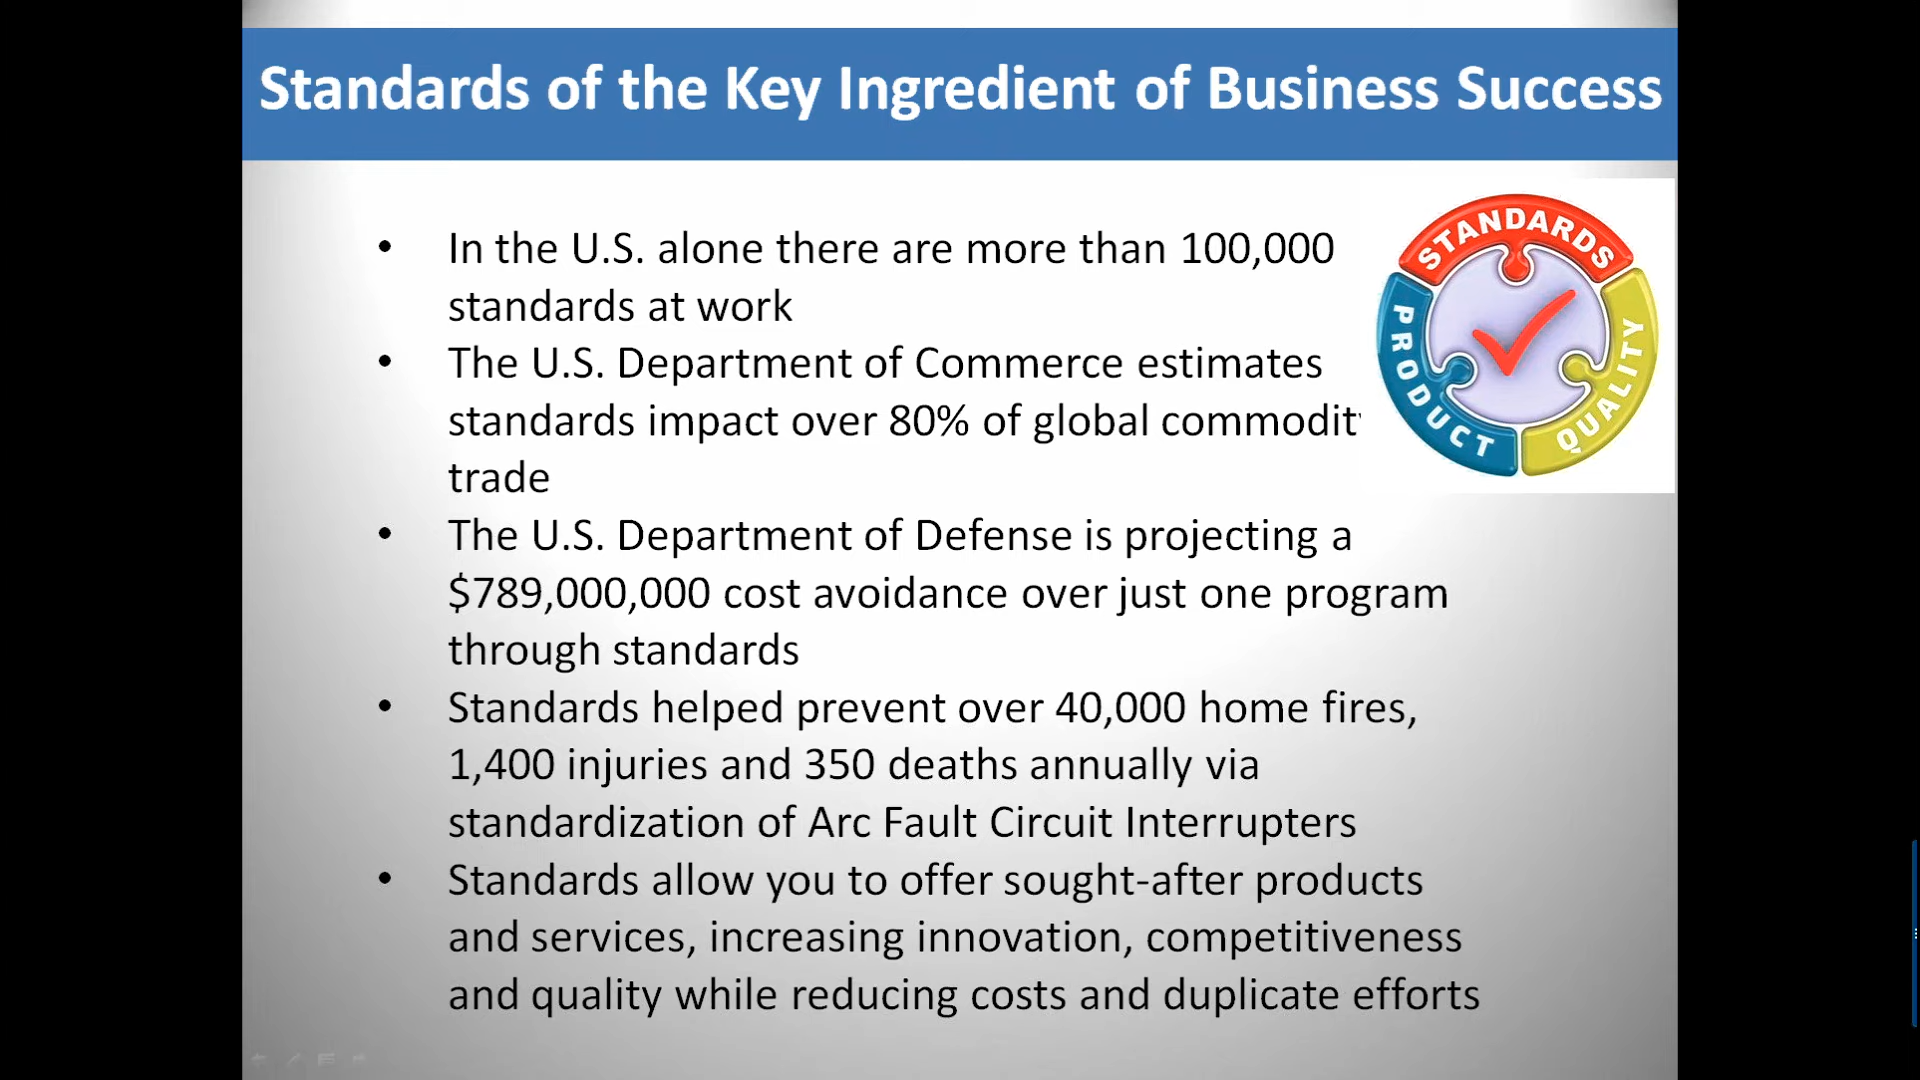 Standards of the Key Ingredient of Business Success
• In the U.S. alone there are more than 100,000
standards at work
• The U.S. Department of Commerce estimates
standards impact over 80% of global commodity
trade
• The U.S. Department of Defense is projecting a
$789,000,000 cost avoidance over just one program
through standards
• Standards helped prevent over 40,000 home fires,
1,400 injuries and 350 deaths annually via
standardization of Arc Fault Circuit Interrupters
• Standards allow you to offer sought-after products
and services, increasing innovation, competitiveness
and quality while reducing costs and duplicate efforts
STANDARDS
PRODUCT
QUALITY